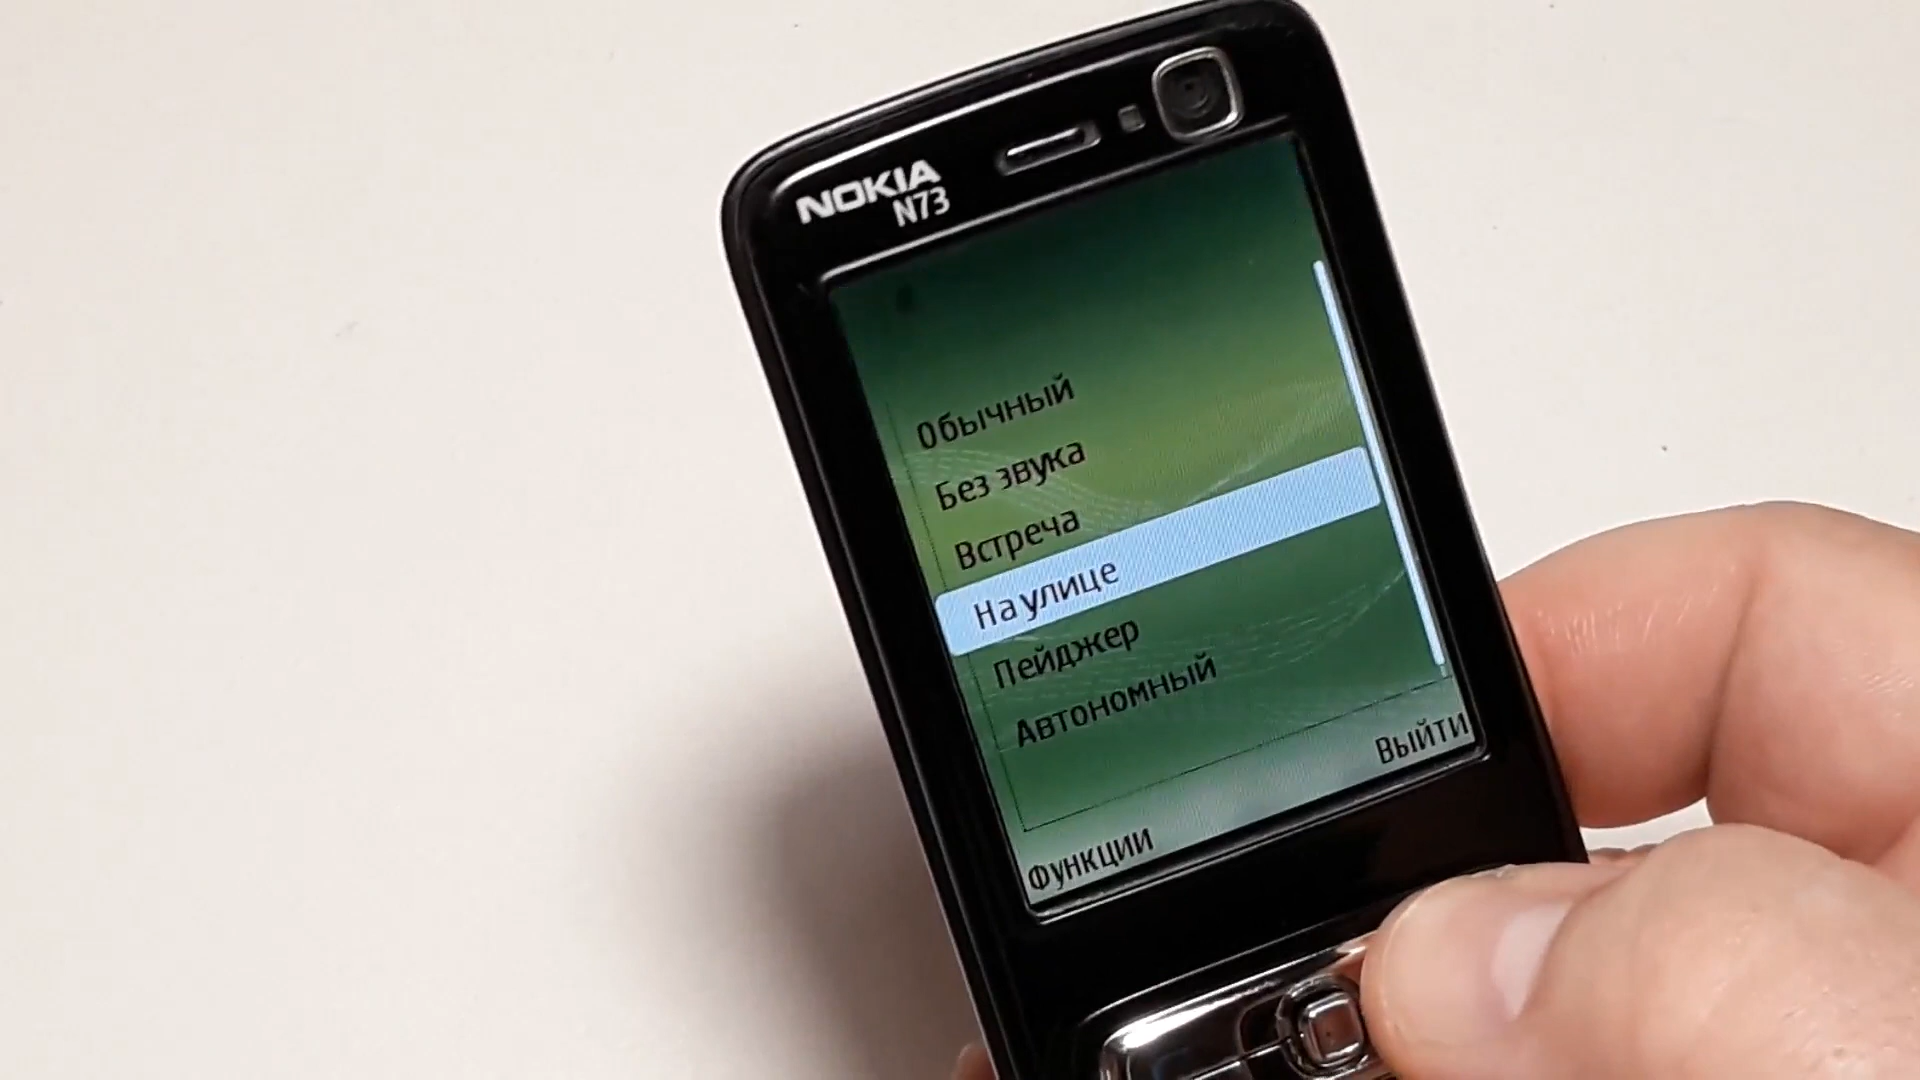 NOKIA
N73
Обычный
Без звука
Встреча
На улице
Пейджер
Автономный
Выйти
Функции